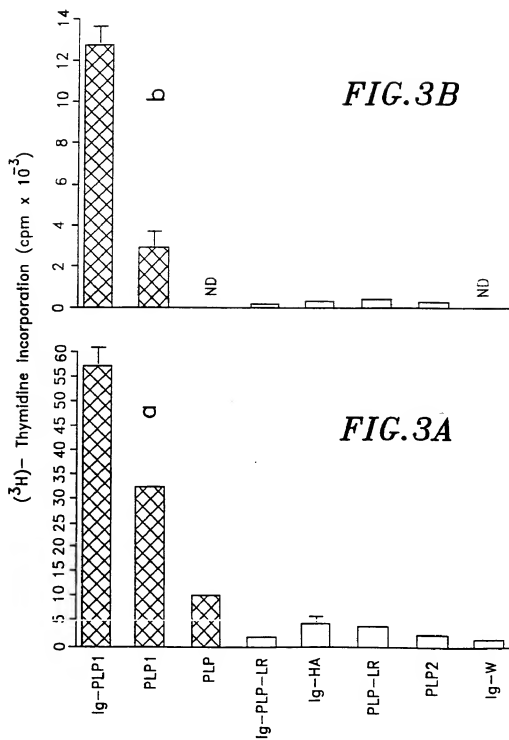 (³H)- Thymidine incorporation (cpm x 10⁻³)
0 2 4 6 8 10 12 14
b
FIG.3B
ND
ND
0 5 10 15 20 25 30 35 40 45 50 55 60
a
FIG.3A
Ig-PLP1
PLP1
PLP
Ig-PLP-LR
Ig-HA
PLP-LR
PLP2
Ig-W